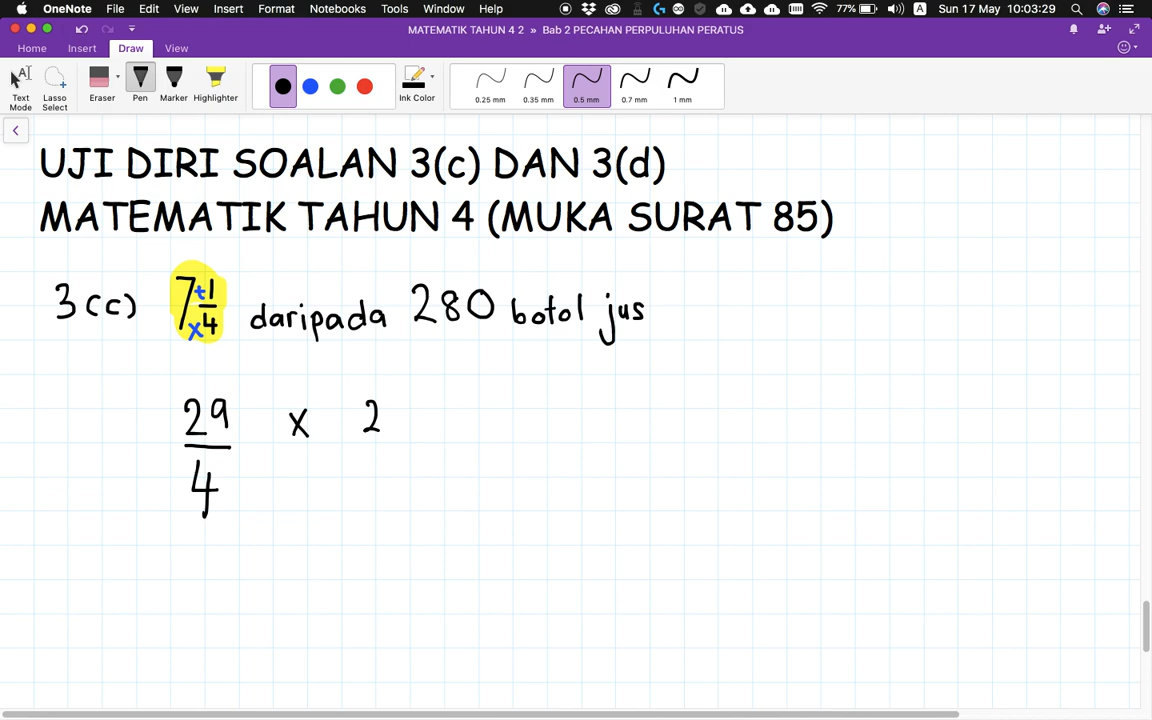 OneNote File Edit View Insert Format Notebooks Tools Window Help 77% A Sun 17 May 10:03:29
MATEMATIK TAHUN 4 2 » Bab 2 PECAHAN PERPULUHAN PERATUS
Home Insert Draw View
Text Mode Lasso Select Eraser Pen Marker Highlighter Ink Color 0.25 mm 0.35 mm 0.5 mm 0.7 mm 1 mm
UJI DIRI SOALAN 3(c) DAN 3(d)
MATEMATIK TAHUN 4 (MUKA SURAT 85)
3(c) 7 + 1/4 x daripada 280 botol jus
29/4 x 2